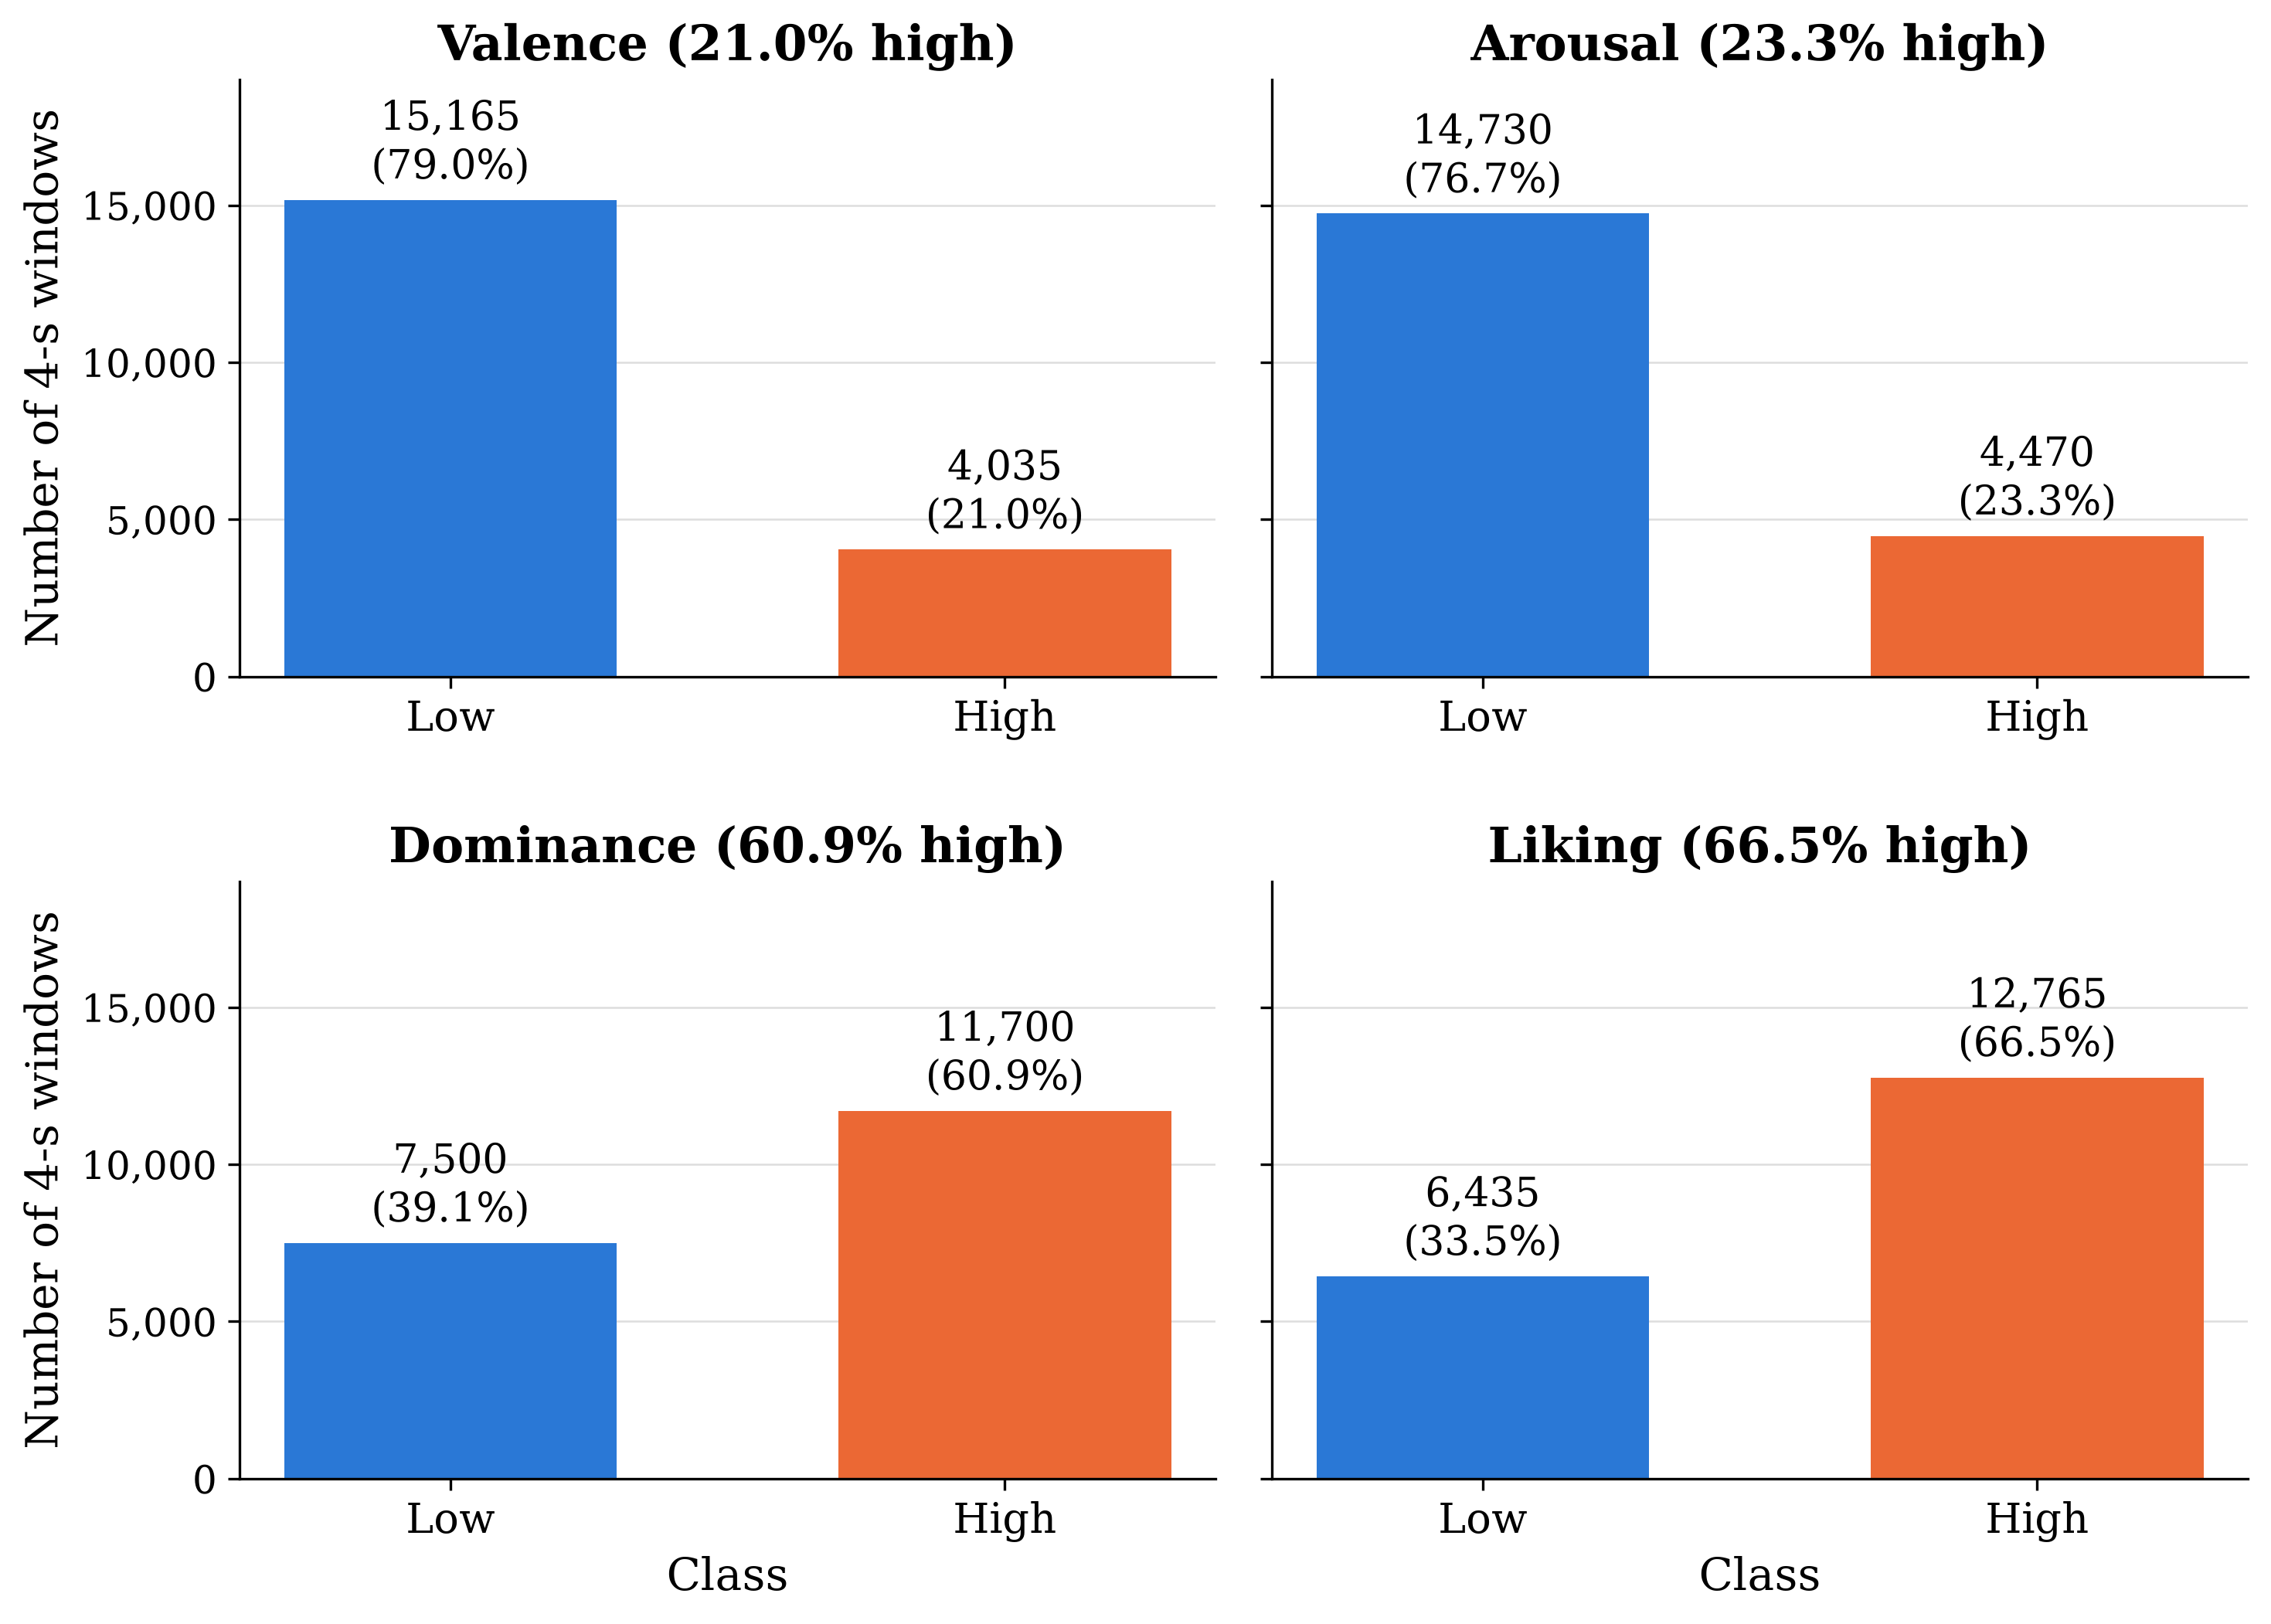 Valence (21.0% high)
Number of 4-s windows
15,000
10,000
5,000
0
15,165
(79.0%)
4,035
(21.0%)
Low
High
Arousal (23.3% high)
14,730
(76.7%)
4,470
(23.3%)
Low
High
Dominance (60.9% high)
Number of 4-s windows
15,000
10,000
5,000
0
7,500
(39.1%)
11,700
(60.9%)
Low
High
Class
Liking (66.5% high)
6,435
(33.5%)
12,765
(66.5%)
Low
High
Class